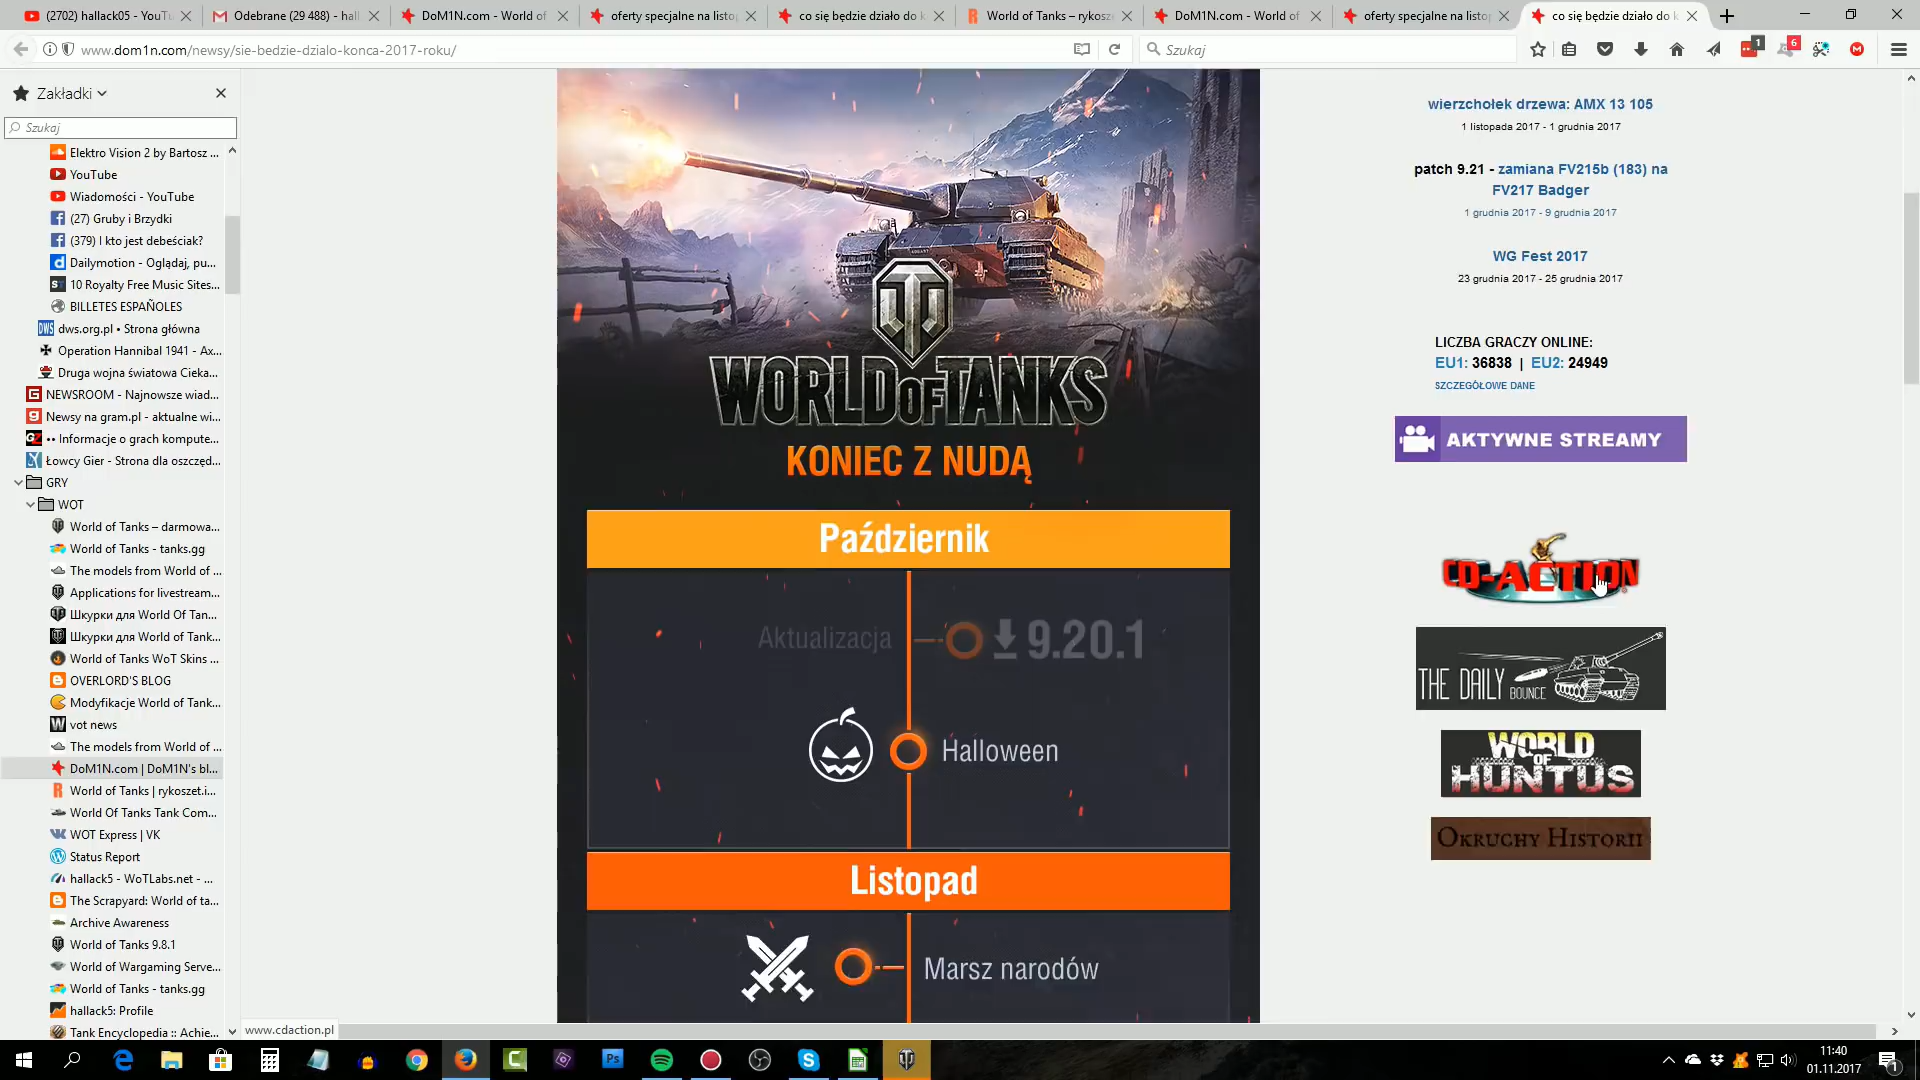 (2702) hallack05 - YouTu
Odebrane (29 488) - hal
DoM1N.com - World of
oferty specjalne na listop
co się będzie działo do k
World of Tanks – rykosz
DoM1N.com - World of
oferty specjalne na listop
co się będzie działo do k
www.dom1n.com/newsy/sie-bedzie-dzialo-konca-2017-roku/
Szukaj
1
6
Zakładki
Szukaj
Elektro Vision 2 by Bartosz ...
YouTube
Wiadomości - YouTube
(27) Gruby i Brzydki
(379) I kto jest debeściak?
Dailymotion - Oglądaj, pu...
10 Royalty Free Music Sites...
BILLETES ESPAÑOLES
dws.org.pl • Strona główna
Operation Hannibal 1941 - Ax...
Druga wojna światowa Cieka...
NEWSROOM - Najnowsze wiad...
Newsy na gram.pl - aktualne wi...
•• Informacje o grach kompute...
Łowcy Gier - Strona dla oszczęd...
GRY
WOT
World of Tanks – darmowa...
World of Tanks - tanks.gg
The models from World of ...
Applications for livestream...
Шкурки для World Of Tan...
Шкурки для World of Tank...
World of Tanks WoT Skins ...
OVERLORD'S BLOG
Modyfikacje World of Tank...
vot news
The models from World of ...
DoM1N.com | DoM1N's bl...
World of Tanks | rykoszet.i...
World Of Tanks Tank Com...
WOT Express | VK
Status Report
hallack5 - WoTLabs.net - ...
The Scrapyard: World of ta...
Archive Awareness
World of Tanks 9.8.1
World of Wargaming Serve...
World of Tanks - tanks.gg
hallack5: Profile
Tank Encyclopedia :: Achie...
WORLD OF TANKS
KONIEC Z NUDĄ
Październik
Aktualizacja
9.20.1
Halloween
Listopad
Marsz narodów
wierzchołek drzewa: AMX 13 105
1 listopada 2017 - 1 grudnia 2017
patch 9.21 - zamiana FV215b (183) na
FV217 Badger
1 grudnia 2017 - 9 grudnia 2017
WG Fest 2017
23 grudnia 2017 - 25 grudnia 2017
LICZBA GRACZY ONLINE:
EU1: 36838 | EU2: 24949
SZCZEGÓŁOWE DANE
AKTYWNE STREAMY
CD-ACTION
THE DAILY BOUNCE
WORLD OF HUNTUS
OKRUCHY HISTORII
www.cdaction.pl
11:40
01.11.2017
1